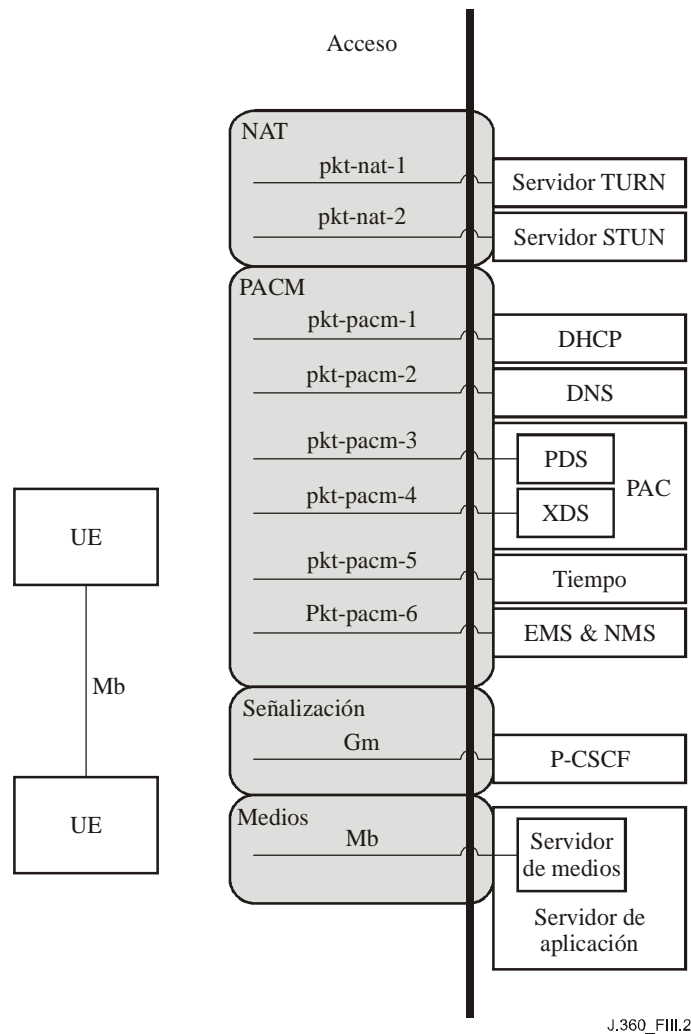 Acceso
NAT
pkt-nat-1
Servidor TURN
pkt-nat-2
Servidor STUN
PACM
pkt-pacm-1
DHCP
pkt-pacm-2
DNS
pkt-pacm-3
PDS
PAC
pkt-pacm-4
XDS
UE
pkt-pacm-5
Tiempo
Pkt-pacm-6
EMS & NMS
Mb
Señalización
Gm
P-CSCF
UE
Medios
Mb
Servidor
de medios
Servidor de
aplicación
J.360_FIII.2